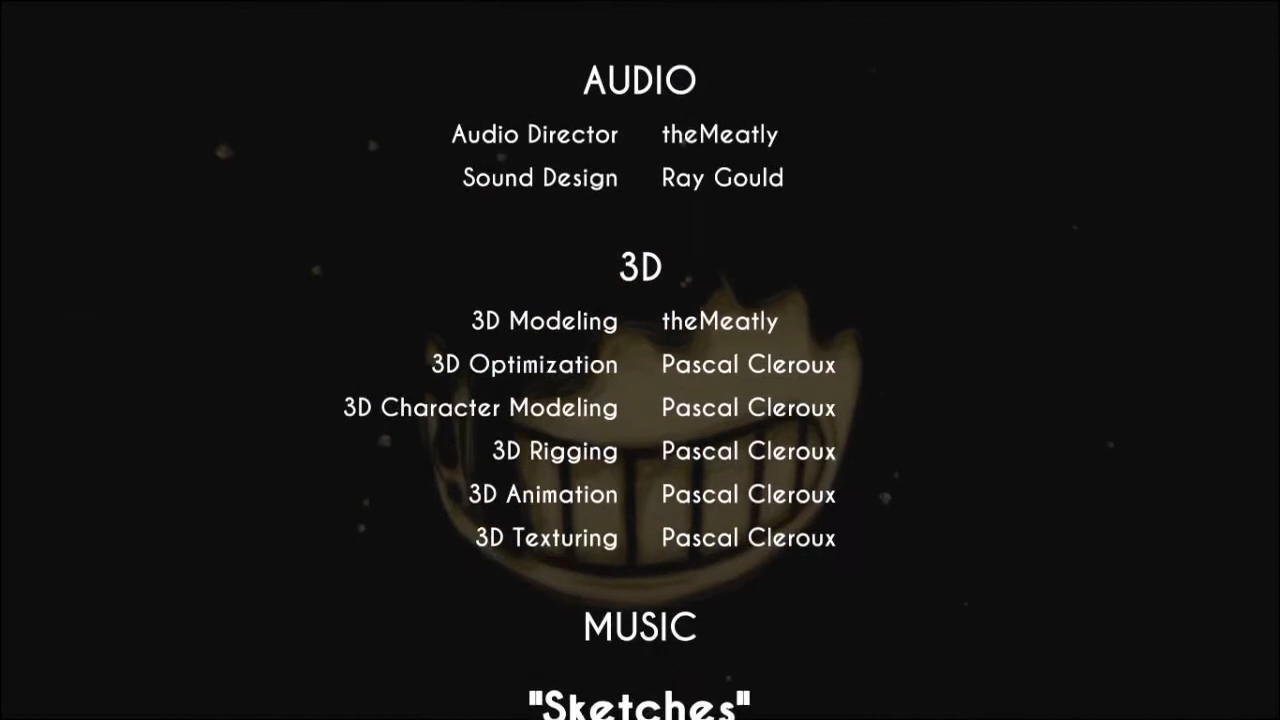 AUDIO
Audio Director theMeatly
Sound Design Ray Gould
3D
3D Modeling theMeatly
3D Optimization Pascal Cleroux
3D Character Modeling Pascal Cleroux
3D Rigging Pascal Cleroux
3D Animation Pascal Cleroux
3D Texturing Pascal Cleroux
MUSIC
"Sketches"